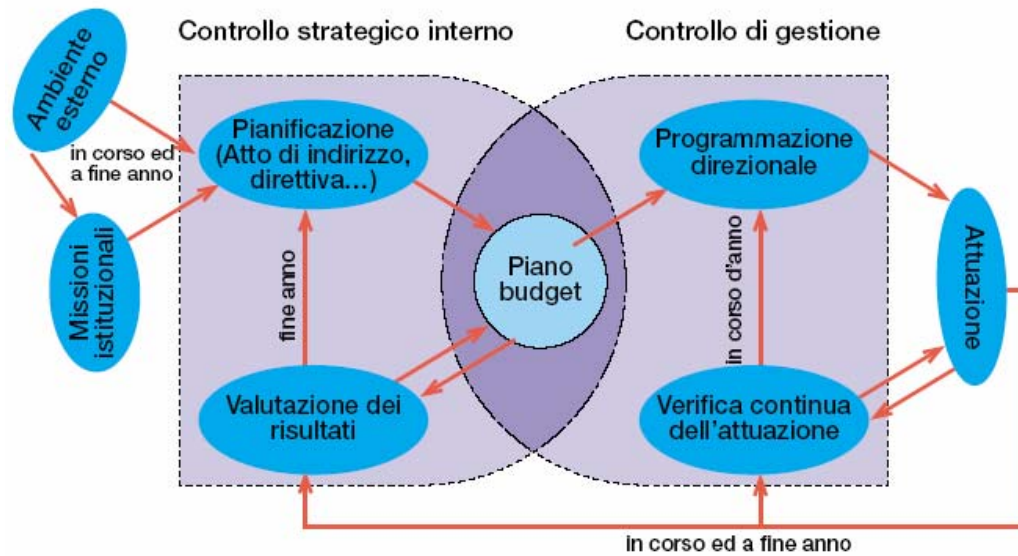 Controllo strategico interno
Controllo di gestione
Ambiente
esterno
in corso ed
a fine anno
Missioni
istituzionali
Pianificazione
(Atto di indirizzo,
direttiva...)
fine anno
Valutazione dei
risultati
Piano
budget
Programmazione
direzionale
in corso d'anno
Verifica continua
dell'attuazione
Attuazione
in corso ed a fine anno